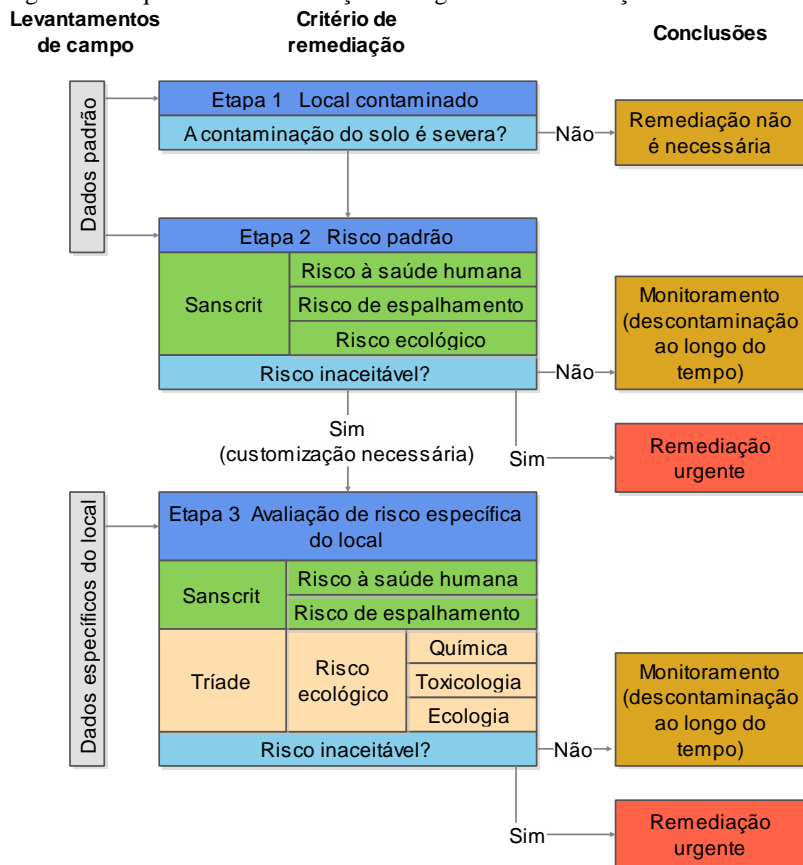 Levantamentos
de campo
Critério de
remediação
Conclusões
Dados padrão
Etapa 1 Local contaminado
A contaminação do solo é severa?
Não
Remediação não
é necessária
Etapa 2 Risco padrão
Sanscrit
Risco à saúde humana
Risco de espalhamento
Risco ecológico
Risco inaceitável?
Não
Monitoramento
(descontaminação
ao longo do
tempo)
Sim
(customização necessária)
Sim
Remediação
urgente
Dados específicos do local
Etapa 3 Avaliação de risco específica
do local
Sanscrit
Risco à saúde humana
Risco de espalhamento
Tríade
Risco
ecológico
Química
Toxicologia
Ecologia
Risco inaceitável?
Não
Monitoramento
(descontaminação
ao longo do
tempo)
Sim
Remediação
urgente